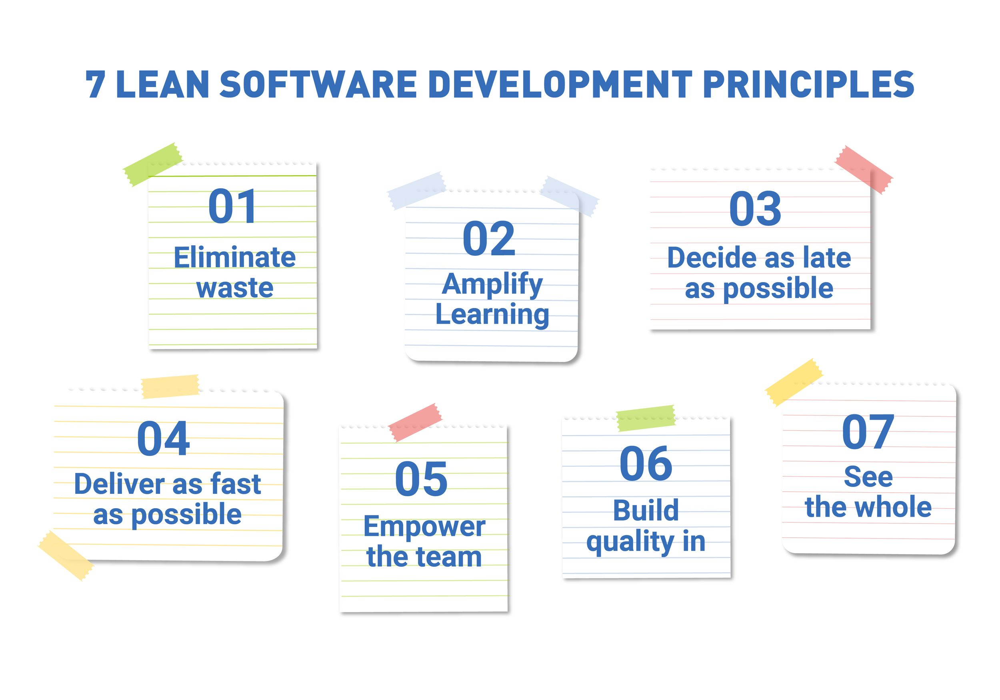 7 LEAN SOFTWARE DEVELOPMENT PRINCIPLES
01
Eliminate
waste
02
Amplify
Learning
03
Decide as late
as possible
04
Deliver as fast
as possible
05
Empower
the team
06
Build
quality in
07
See
the whole